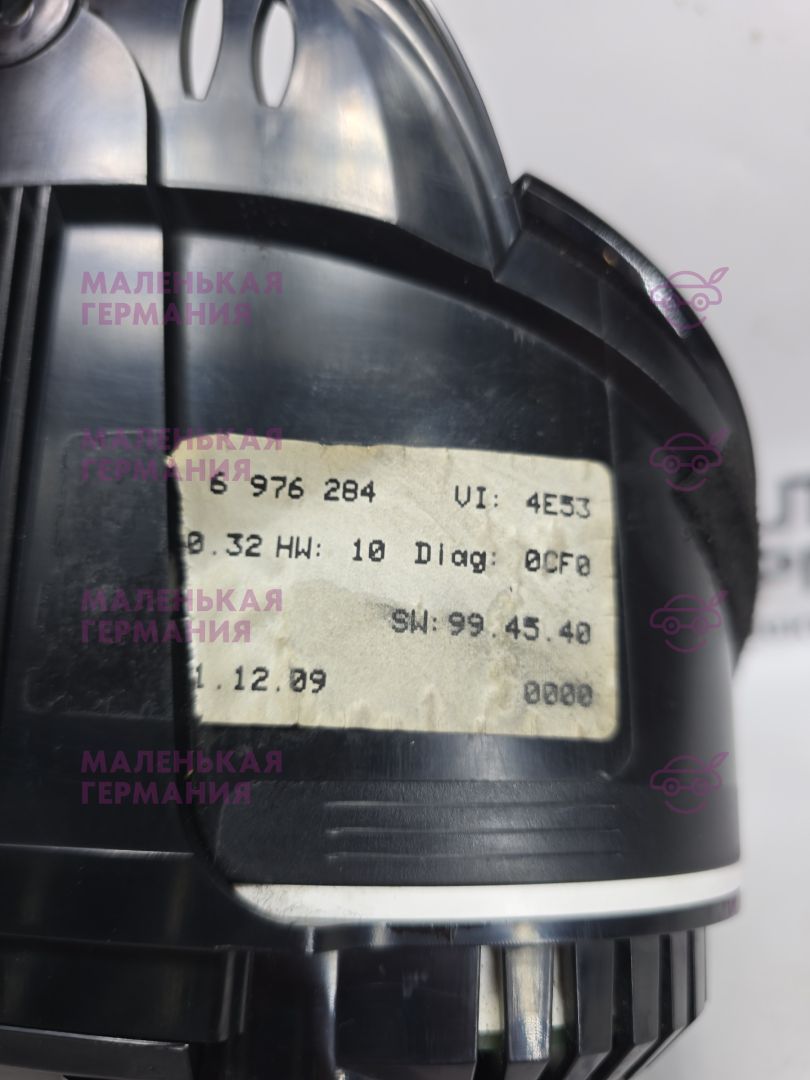 МАЛЕНЬКАЯ
ГЕРМАНИЯ
МАЛЕНЬКАЯ
ГЕРМАНИЯ
6 976 284 VI: 4E53
0.32 HW: 10 Diag: 0CF0
МАЛЕНЬКАЯ
ГЕРМАНИЯ
SW: 99.45.40
1.12.09 0000
МАЛЕНЬКАЯ
ГЕРМАНИЯ